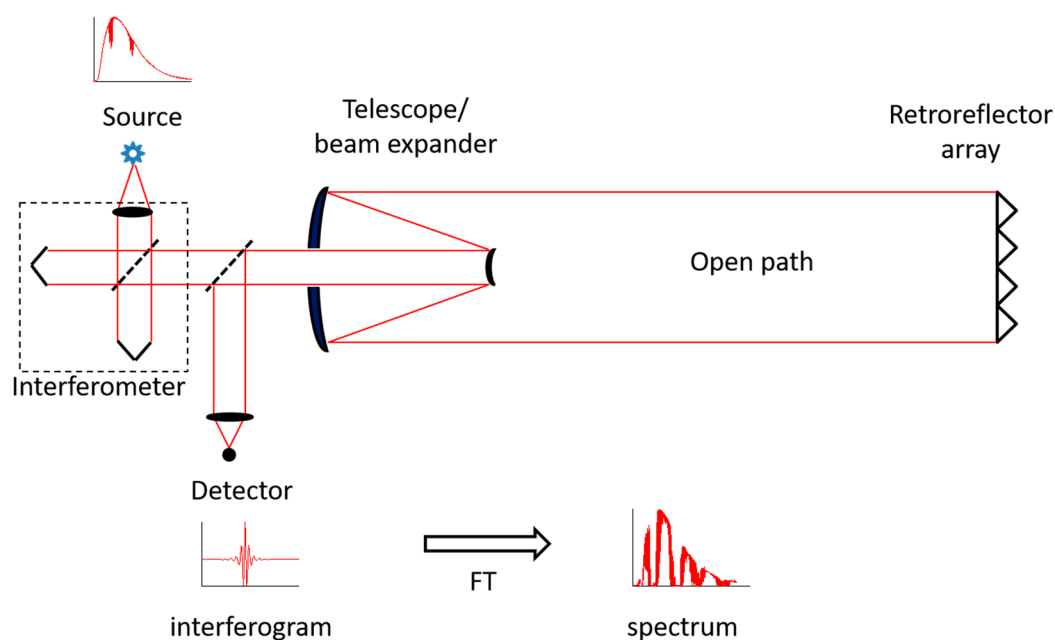 Source
Telescope/
beam expander
Retroreflector
array
Open path
Interferometer
Detector
FT
interferogram
spectrum